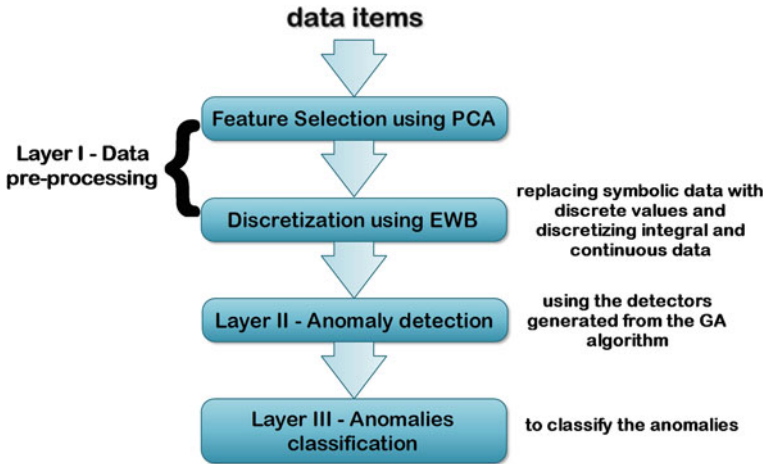 data items
Feature Selection using PCA
Layer I - Data
pre-processing
Discretization using EWB
replacing symbolic data with
discrete values and
discretizing integral and
continuous data
Layer II - Anomaly detection
using the detectors
generated from the GA
algorithm
Layer III - Anomalies
classification
to classify the anomalies